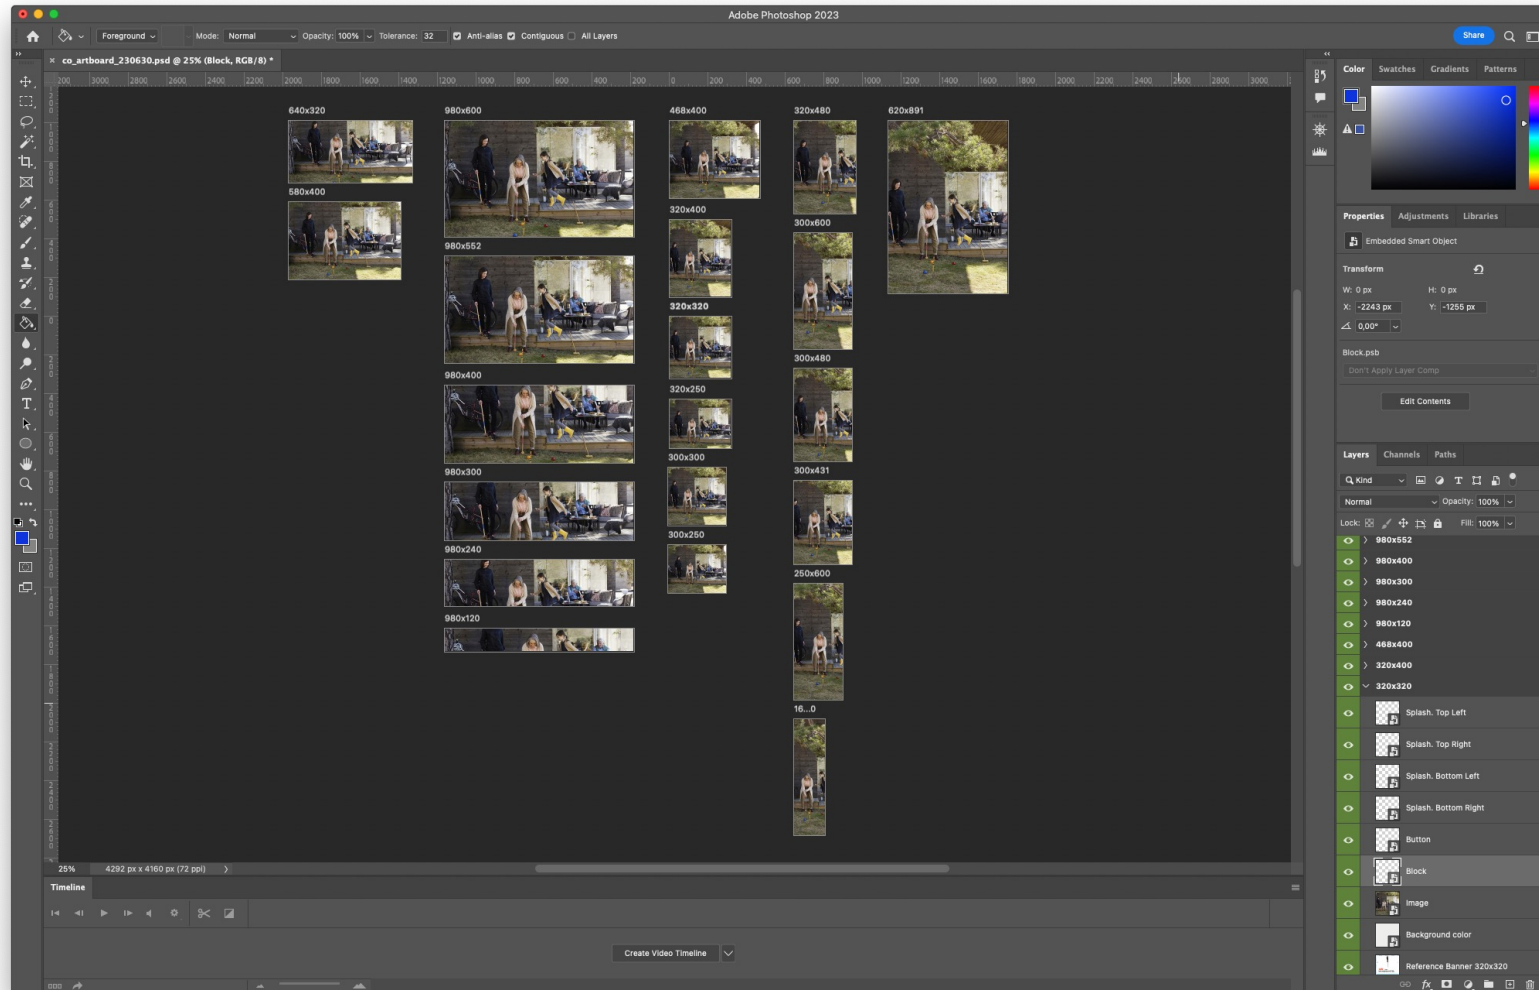 Adobe Photoshop 2023
Foreground Mode: Normal Opacity: 100% Tolerance: 32 Anti-alias Contiguous All Layers Share
× co_artboard_230630.psd @ 25% (Block, RGB/8) *
640x320
580x400
980x600
980x552
980x400
980x300
980x240
980x120
468x400
320x400
320x320
320x250
300x300
300x250
320x480
300x600
300x480
300x431
250x600
16...0
620x891
25% 4292 px x 4160 px (72 ppi)
Timeline
Create Video Timeline
Color Swatches Gradients Patterns
Properties Adjustments Libraries
Embedded Smart Object
Transform
W: 0 px H: 0 px
X: -2243 px Y: -1255 px
0,00°
Block.psb
Don't Apply Layer Comp
Edit Contents
Layers Channels Paths
Kind
Normal Opacity: 100%
Lock: Fill: 100%
980x552
980x400
980x300
980x240
980x120
468x400
320x400
320x320
Splash. Top Left
Splash. Top Right
Splash. Bottom Left
Splash. Bottom Right
Button
Block
Image
Background color
Reference Banner 320x320